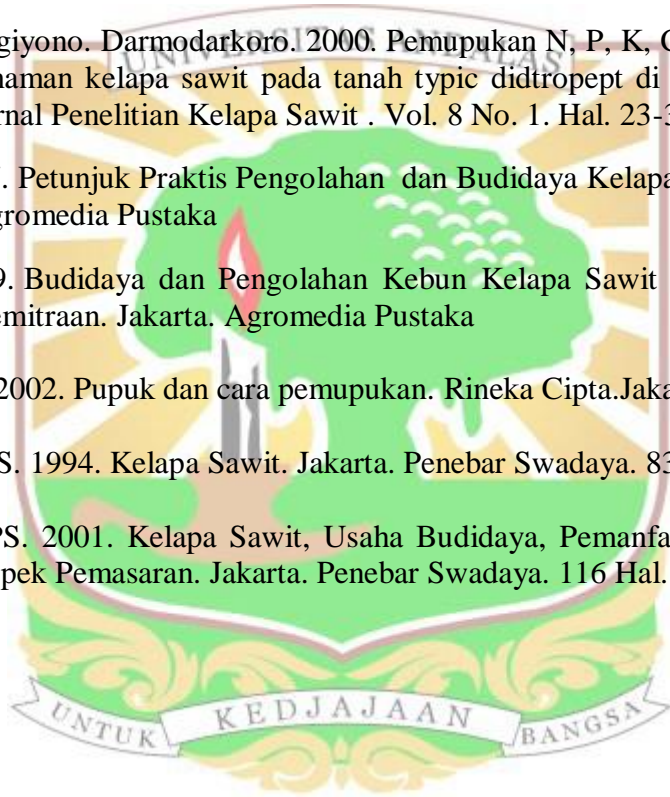 UNIVERSITAS ANDALAS
giyono. Darmodarkoro. 2000. Pemupukan N, P, K,
naman kelapa sawit pada tanah typic didtropept di
rnal Penelitian Kelapa Sawit . Vol. 8 No. 1. Hal. 23-
. Petunjuk Praktis Pengolahan dan Budidaya Kelapa
gromedia Pustaka
9. Budidaya dan Pengolahan Kebun Kelapa Sawit
emitraan. Jakarta. Agromedia Pustaka
2002. Pupuk dan cara pemupukan. Rineka Cipta.Jaka
S. 1994. Kelapa Sawit. Jakarta. Penebar Swadaya. 83
PS. 2001. Kelapa Sawit, Usaha Budidaya, Pemanfa
pek Pemasaran. Jakarta. Penebar Swadaya. 116 Hal.
UNTUK KEDJAJAAN BANGSA